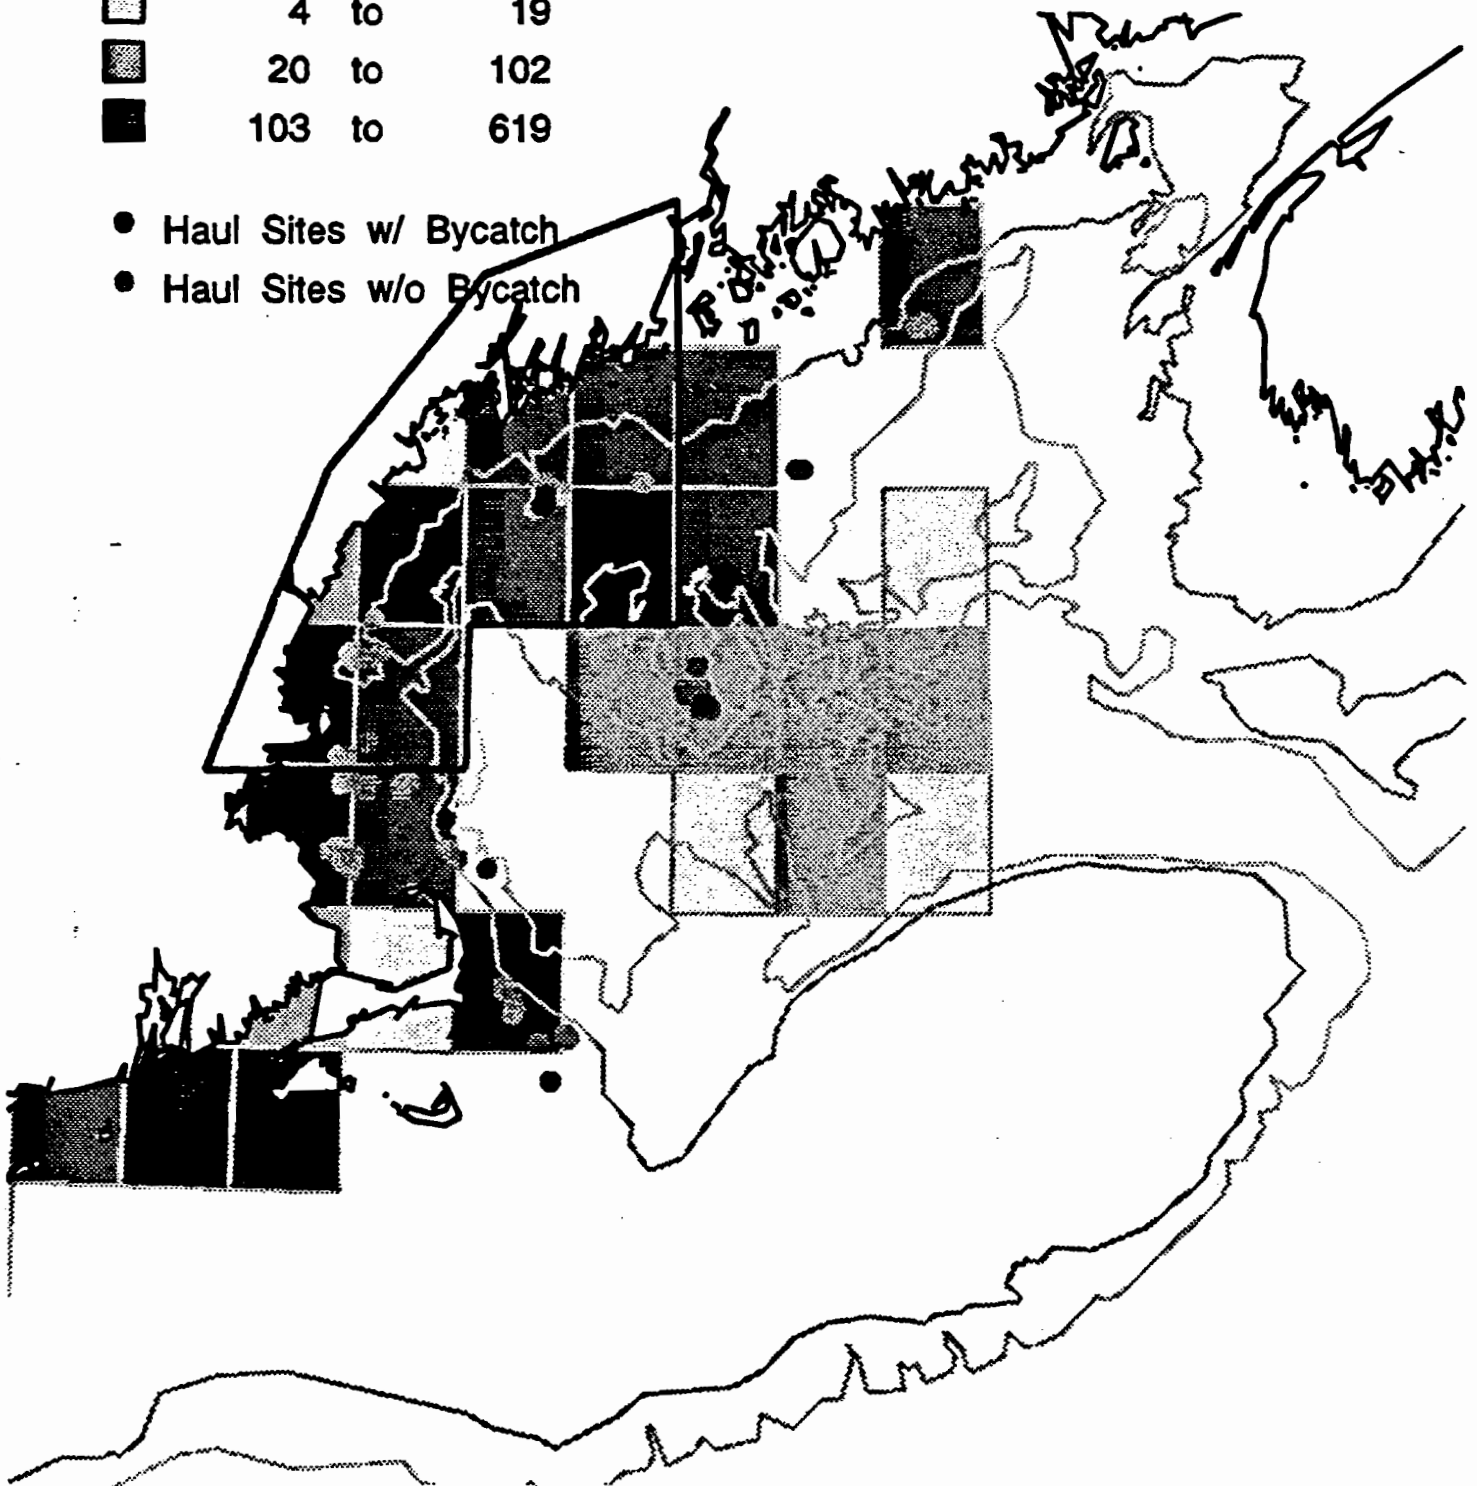 4 to 19
20 to 102
103 to 619
Haul Sites w/ Bycatch
Haul Sites w/o Bycatch